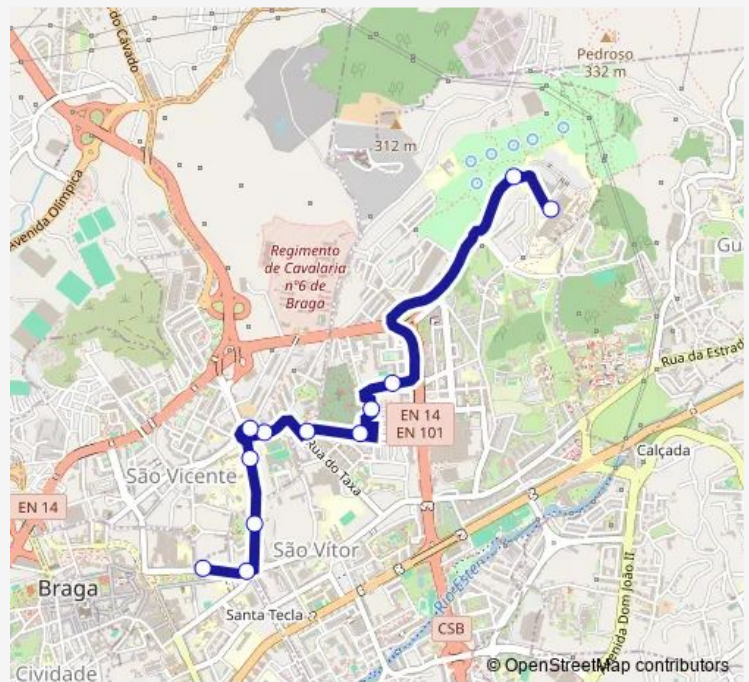 do Cávado
Pedroso
332 m
312 m
Avenida Olímpica
Regimento
de Cavalaria
nº6 de
Braga
Gu
Rua da Estrad
EN 14
EN 101
Calçada
Rua do Taxa
São Vicente
EN 14
São Vítor
Rio Este
Braga
Santa Tecla
CSB
enida Dom João II
Cividade
© OpenStreetMap contributors